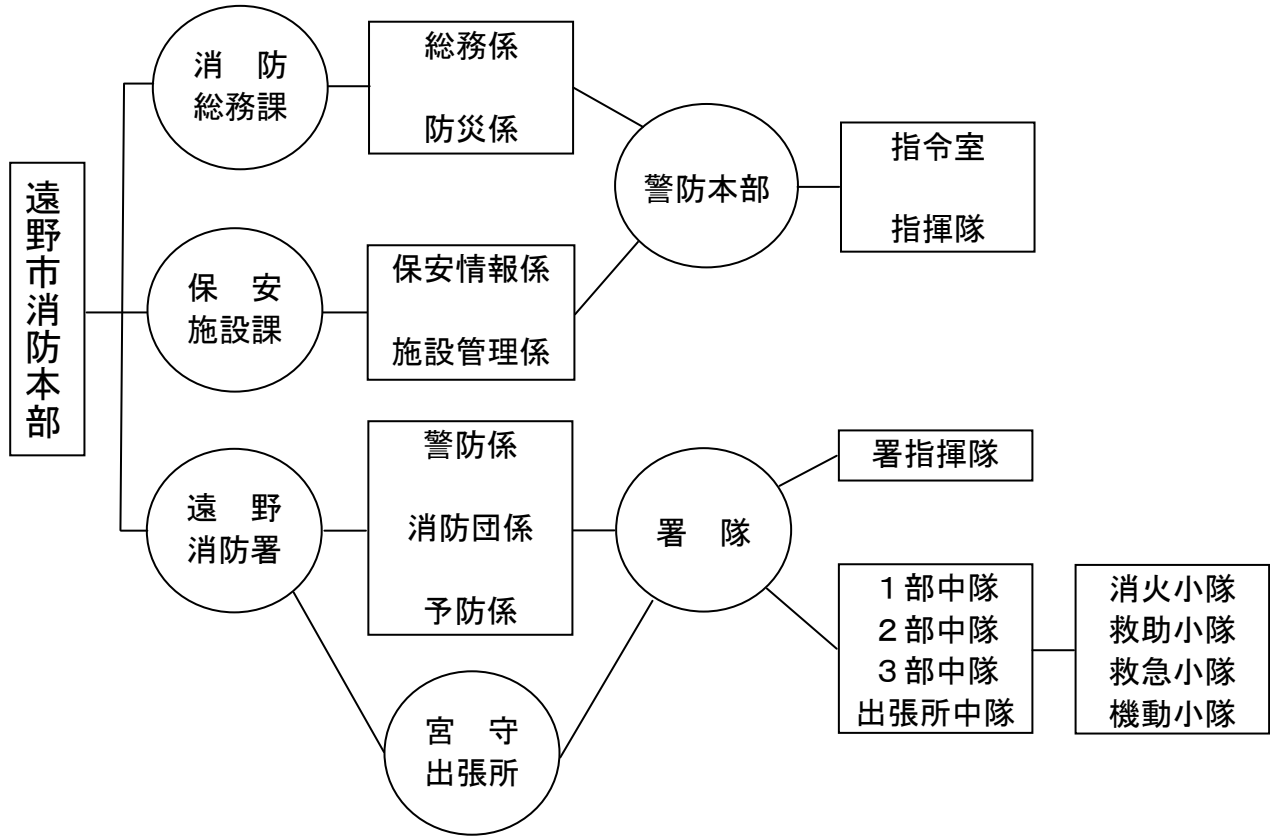 遠野市消防本部
消　防
総務課
総務係
防災係
保　安
施設課
保安情報係
施設管理係
警防本部
指令室
指揮隊
遠　野
消防署
警防係
消防団係
予防係
宮　守
出張所
署　隊
署指揮隊
１部中隊
２部中隊
３部中隊
出張所中隊
消火小隊
救助小隊
救急小隊
機動小隊